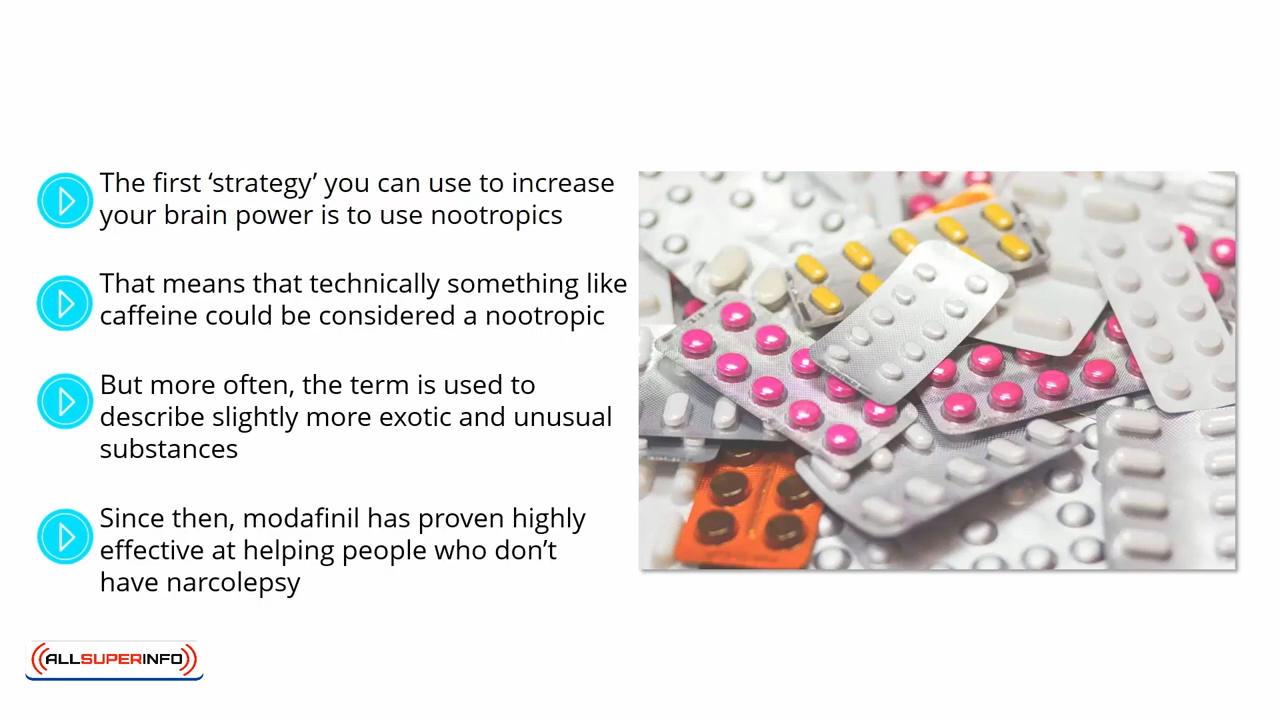 The first ‘strategy’ you can use to increase
your brain power is to use nootropics
That means that technically something like
caffeine could be considered a nootropic
But more often, the term is used to
describe slightly more exotic and unusual
substances
Since then, modafinil has proven highly
effective at helping people who don’t
have narcolepsy
ALLSUPERINFO